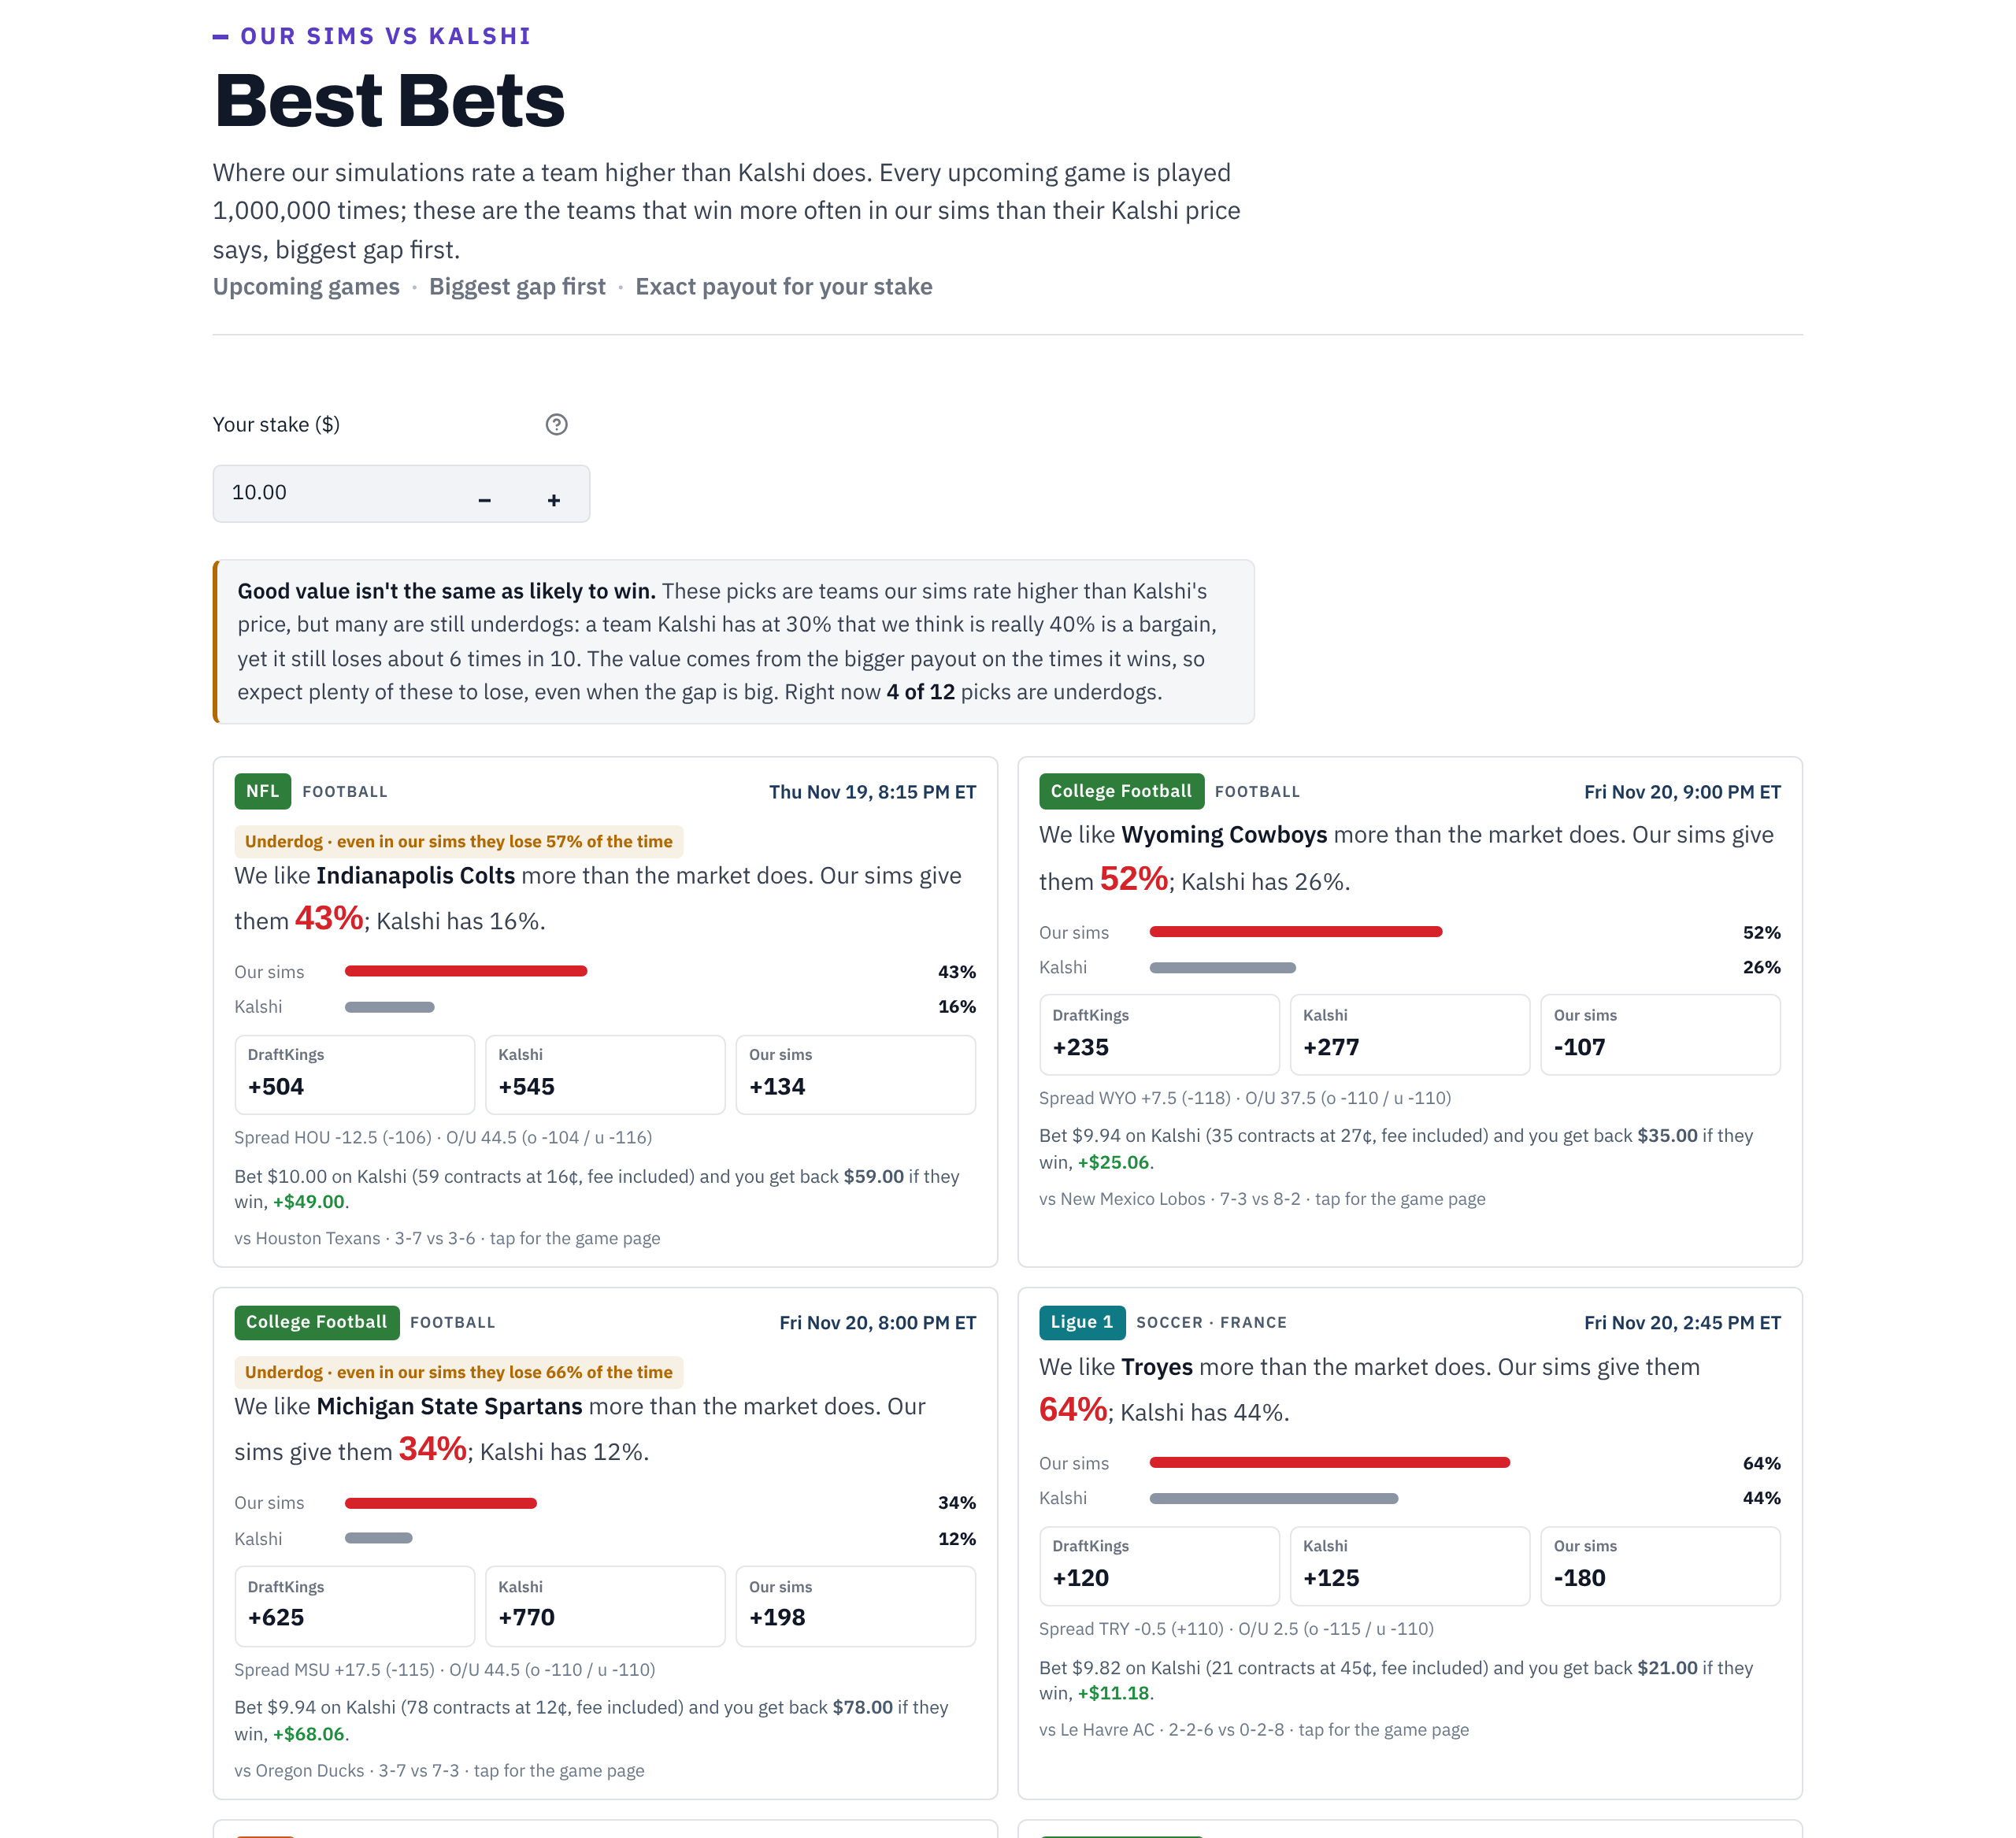 – OUR SIMS VS KALSHI
Best Bets
Where our simulations rate a team higher than Kalshi does. Every upcoming game is played
1,000,000 times; these are the teams that win more often in our sims than their Kalshi price
says, biggest gap first.
Upcoming games · Biggest gap first · Exact payout for your stake
Your stake ($) ?
10.00 − +
Good value isn't the same as likely to win. These picks are teams our sims rate higher than Kalshi's
price, but many are still underdogs: a team Kalshi has at 30% that we think is really 40% is a bargain,
yet it still loses about 6 times in 10. The value comes from the bigger payout on the times it wins, so
expect plenty of these to lose, even when the gap is big. Right now 4 of 12 picks are underdogs.
NFL FOOTBALL Thu Nov 19, 8:15 PM ET
Underdog · even in our sims they lose 57% of the time
We like Indianapolis Colts more than the market does. Our sims give
them 43%; Kalshi has 16%.
Our sims 43%
Kalshi 16%
DraftKings Kalshi Our sims
+504 +545 +134
Spread HOU -12.5 (-106) · O/U 44.5 (o -104 / u -116)
Bet $10.00 on Kalshi (59 contracts at 16¢, fee included) and you get back $59.00 if they
win, +$49.00.
vs Houston Texans · 3-7 vs 3-6 · tap for the game page
College Football FOOTBALL Fri Nov 20, 9:00 PM ET
We like Wyoming Cowboys more than the market does. Our sims give
them 52%; Kalshi has 26%.
Our sims 52%
Kalshi 26%
DraftKings Kalshi Our sims
+235 +277 -107
Spread WYO +7.5 (-118) · O/U 37.5 (o -110 / u -110)
Bet $9.94 on Kalshi (35 contracts at 27¢, fee included) and you get back $35.00 if they
win, +$25.06.
vs New Mexico Lobos · 7-3 vs 8-2 · tap for the game page
College Football FOOTBALL Fri Nov 20, 8:00 PM ET
Underdog · even in our sims they lose 66% of the time
We like Michigan State Spartans more than the market does. Our
sims give them 34%; Kalshi has 12%.
Our sims 34%
Kalshi 12%
DraftKings Kalshi Our sims
+625 +770 +198
Spread MSU +17.5 (-115) · O/U 44.5 (o -110 / u -110)
Bet $9.94 on Kalshi (78 contracts at 12¢, fee included) and you get back $78.00 if they
win, +$68.06.
vs Oregon Ducks · 3-7 vs 7-3 · tap for the game page
Ligue 1 SOCCER · FRANCE Fri Nov 20, 2:45 PM ET
We like Troyes more than the market does. Our sims give them
64%; Kalshi has 44%.
Our sims 64%
Kalshi 44%
DraftKings Kalshi Our sims
+120 +125 -180
Spread TRY -0.5 (+110) · O/U 2.5 (o -115 / u -110)
Bet $9.82 on Kalshi (21 contracts at 45¢, fee included) and you get back $21.00 if they
win, +$11.18.
vs Le Havre AC · 2-2-6 vs 0-2-8 · tap for the game page